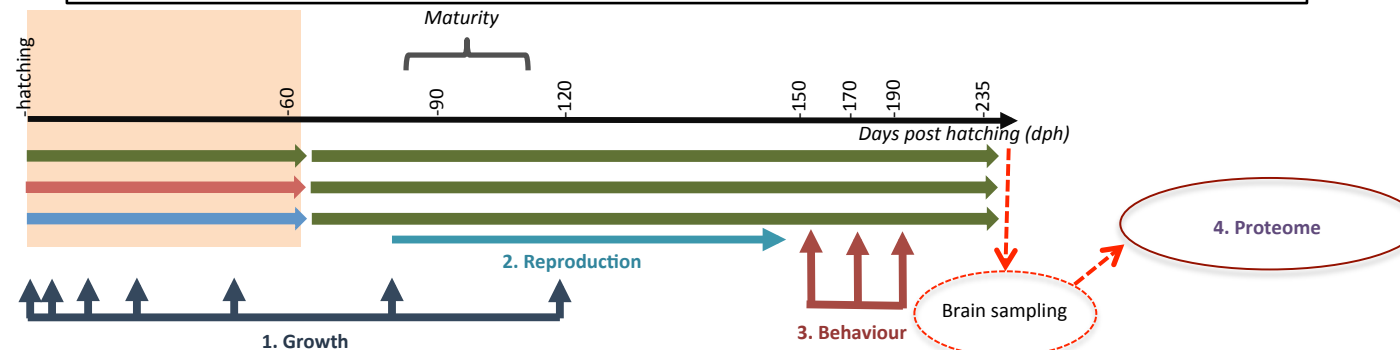 Maturity
-hatching
-60
-90
-120
-150
-170
-190
-235
Days post hatching (dph)
4. Proteome
2. Reproduction
Brain sampling
3. Behaviour
1. Growth